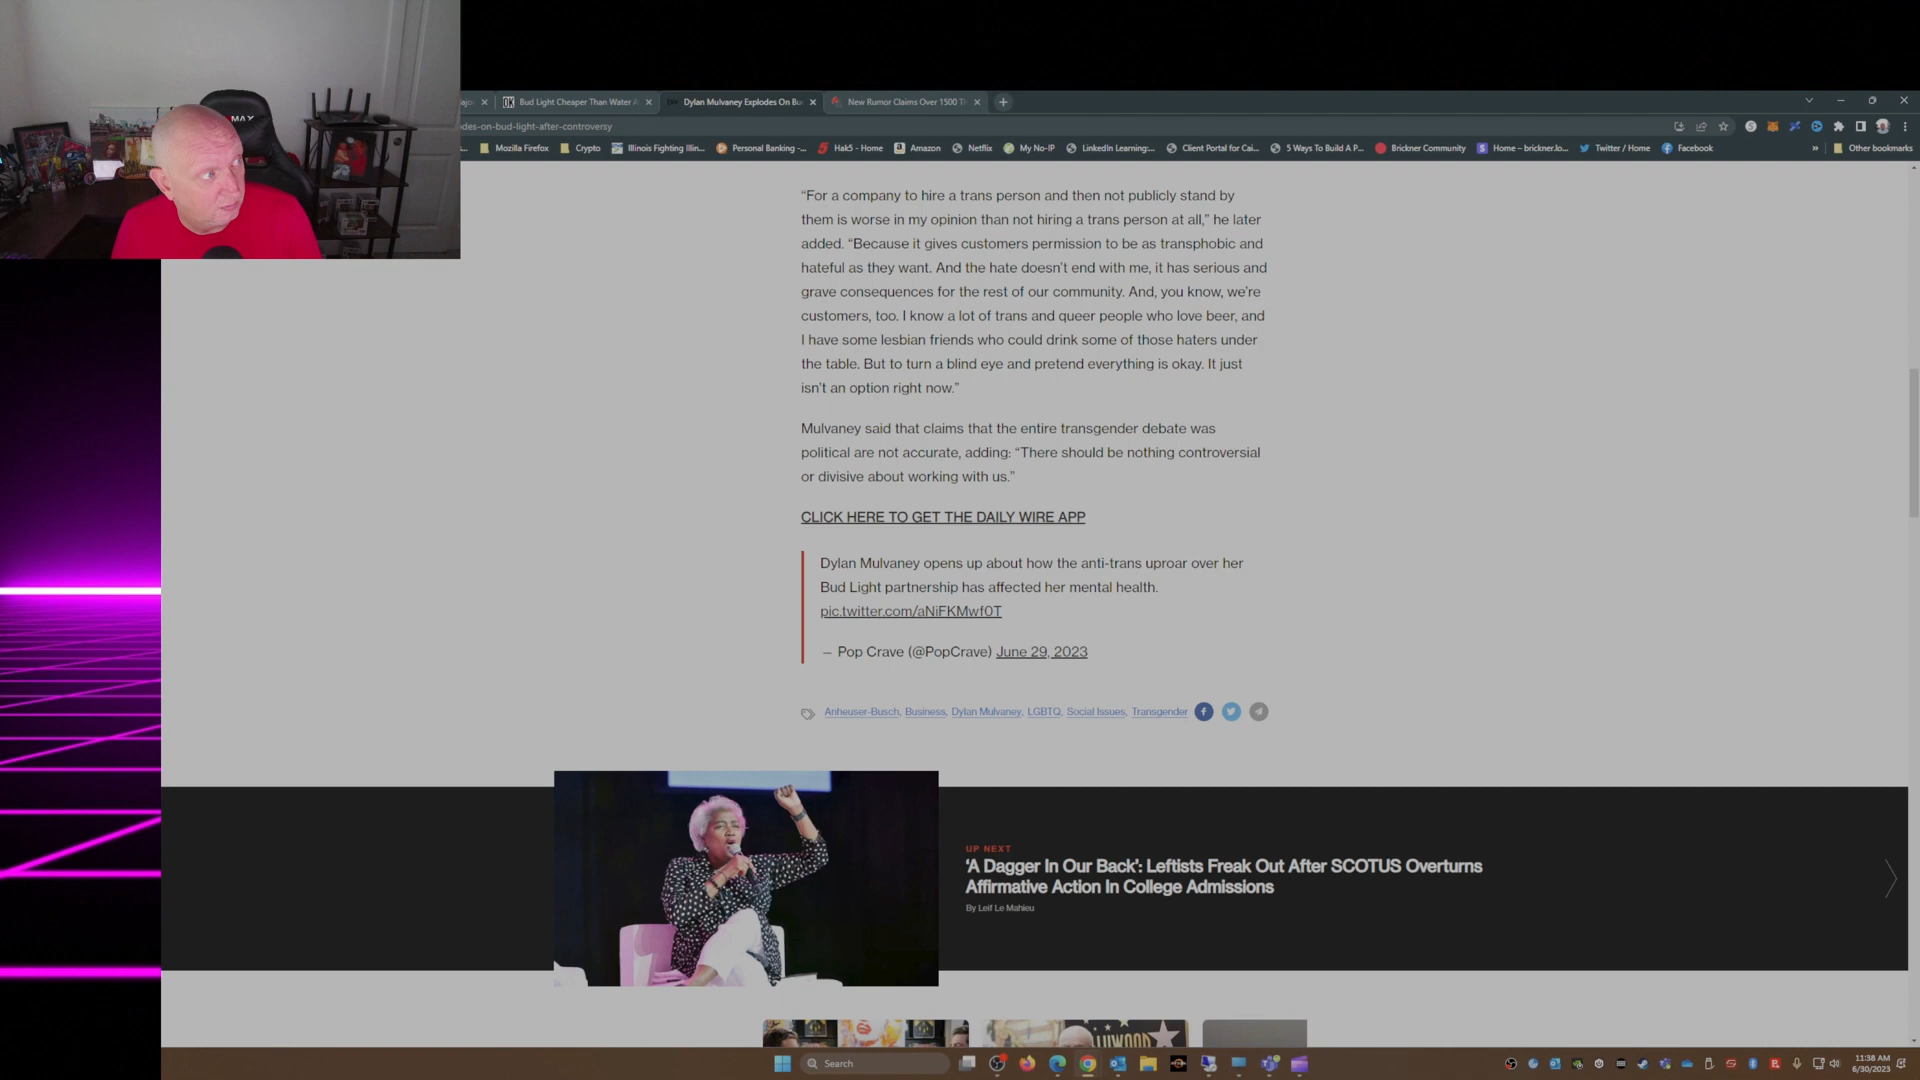 MAX
Bud Light Cheaper Than Water A
Dylan Mulvaney Explodes On Bu
New Rumor Claims Over 1500 T
des-on-bud-light-after-controversy
Mozilla Firefox
Crypto
Illinois Fighting Illin...
Personal Banking -...
Hak5 - Home
Amazon
Netflix
My No-IP
LinkedIn Learning:...
Client Portal for Cai...
5 Ways To Build A P...
Brickner Community
Home – brickner.lo...
Twitter / Home
Facebook
»
Other bookmarks
“For a company to hire a trans person and then not publicly stand by
them is worse in my opinion than not hiring a trans person at all,” he later
added. “Because it gives customers permission to be as transphobic and
hateful as they want. And the hate doesn’t end with me, it has serious and
grave consequences for the rest of our community. And, you know, we’re
customers, too. I know a lot of trans and queer people who love beer, and
I have some lesbian friends who could drink some of those haters under
the table. But to turn a blind eye and pretend everything is okay. It just
isn’t an option right now.”
Mulvaney said that claims that the entire transgender debate was
political are not accurate, adding: “There should be nothing controversial
or divisive about working with us.”
CLICK HERE TO GET THE DAILY WIRE APP
Dylan Mulvaney opens up about how the anti-trans uproar over her
Bud Light partnership has affected her mental health.
pic.twitter.com/aNiFKMwf0T
— Pop Crave (@PopCrave) June 29, 2023
Anheuser-Busch, Business, Dylan Mulvaney, LGBTQ, Social Issues, Transgender
UP NEXT
‘A Dagger In Our Back’: Leftists Freak Out After SCOTUS Overturns
Affirmative Action In College Admissions
By Leif Le Mahieu
Search
11:38 AM
6/30/2023